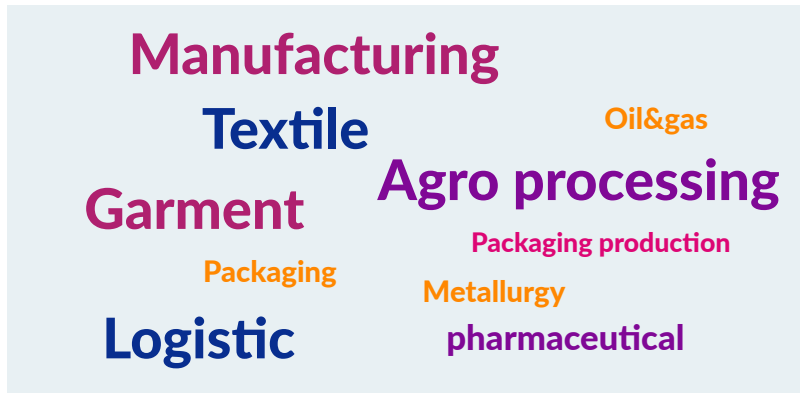 Manufacturing
Textile
Oil&gas
Agro processing
Garment
Packaging production
Packaging
Metallurgy
Logistic
pharmaceutical